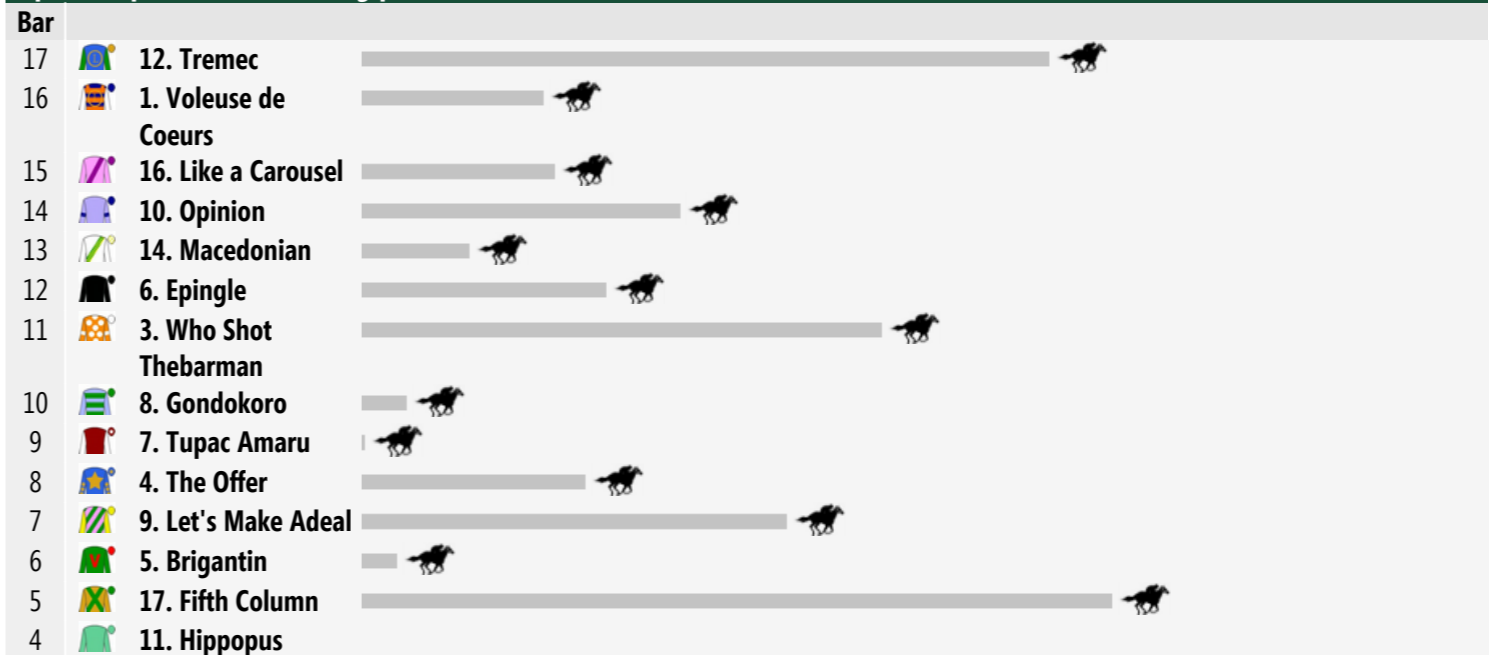 Bar
17 12. Tremec
16 1. Voleuse de
Coeurs
15 16. Like a Carousel
14 10. Opinion
13 14. Macedonian
12 6. Epingle
11 3. Who Shot
Thebarman
10 8. Gondokoro
9 7. Tupac Amaru
8 4. The Offer
7 9. Let's Make Adeal
6 5. Brigantin
5 17. Fifth Column
4 11. Hippopus